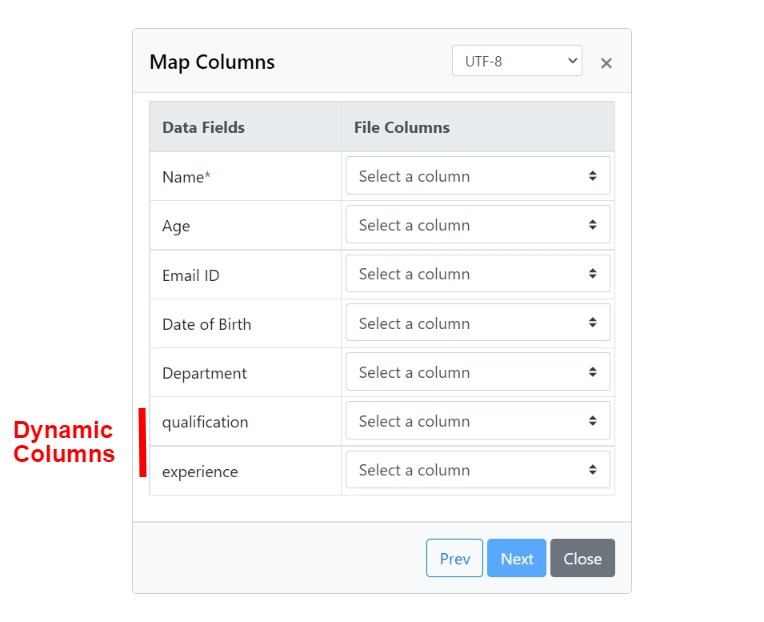 Map Columns UTF-8 ×
Data Fields File Columns
Name* Select a column
Age Select a column
Email ID Select a column
Date of Birth Select a column
Department Select a column
qualification Select a column
experience Select a column
Dynamic
Columns
Prev Next Close